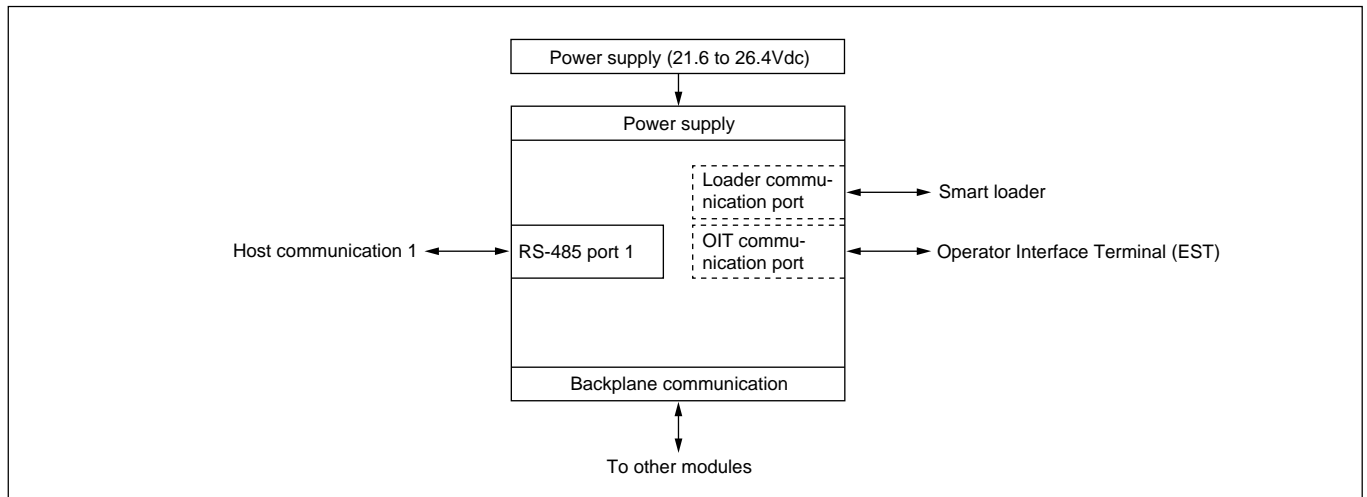 Power supply (21.6 to 26.4Vdc)
Power supply
Loader commu-
nication port
Smart loader
Host communication 1
RS-485 port 1
OIT commu-
nication port
Operator Interface Terminal (EST)
Backplane communication
To other modules